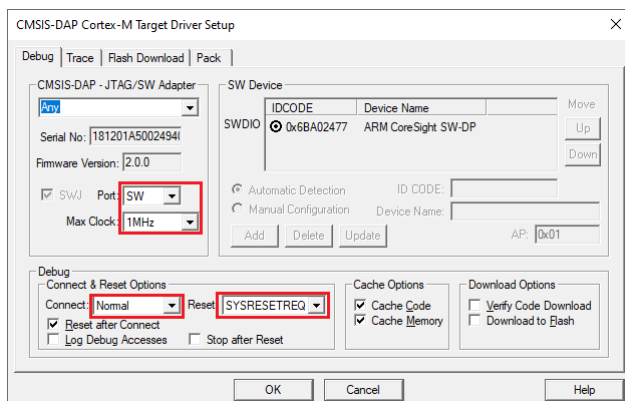 CMSIS-DAP Cortex-M Target Driver Setup
Debug Trace Flash Download Pack
CMSIS-DAP - JTAG/SW Adapter
Any
Serial No: 181201A5002494(
Firmware Version: 2.0.0
SWJ Port: SW
Max Clock: 1MHz
SW Device
IDCODE Device Name
SWDIO 0x6BA02477 ARM CoreSight SW-DP
Move
Up
Down
Automatic Detection ID CODE:
Manual Configuration Device Name:
Add Delete Update AP: 0x01
Debug
Connect & Reset Options
Connect: Normal Reset: SYSRESETREQ
Reset after Connect
Log Debug Accesses Stop after Reset
Cache Options
Cache Code
Cache Memory
Download Options
Verify Code Download
Download to Flash
OK Cancel Help